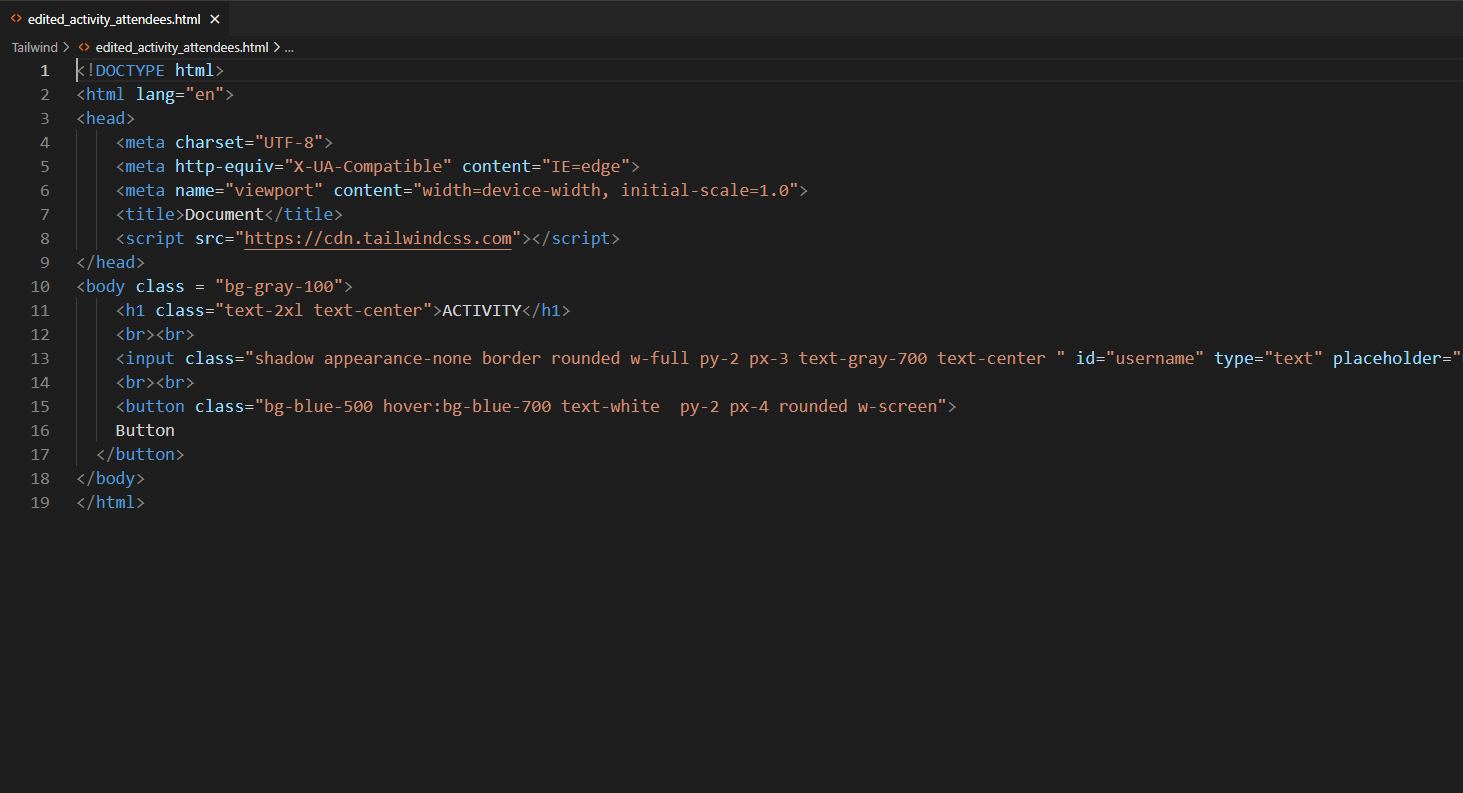 edited_activity_attendees.html
Tailwind > edited_activity_attendees.html > ...
1 <!DOCTYPE html>
2 <html lang="en">
3 <head>
4     <meta charset="UTF-8">
5     <meta http-equiv="X-UA-Compatible" content="IE=edge">
6     <meta name="viewport" content="width=device-width, initial-scale=1.0">
7     <title>Document</title>
8     <script src="https://cdn.tailwindcss.com"></script>
9 </head>
10 <body class = "bg-gray-100">
11     <h1 class="text-2xl text-center">ACTIVITY</h1>
12     <br><br>
13     <input class="shadow appearance-none border rounded w-full py-2 px-3 text-gray-700 text-center " id="username" type="text" placeholder="
14     <br><br>
15     <button class="bg-blue-500 hover:bg-blue-700 text-white  py-2 px-4 rounded w-screen">
16     Button
17   </button>
18 </body>
19 </html>